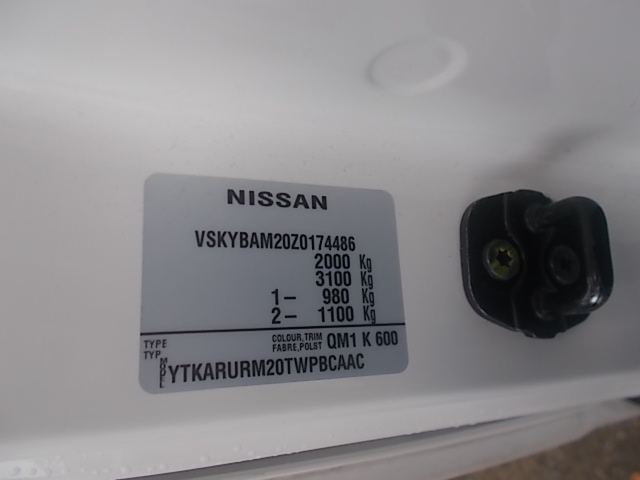 NISSAN
VSKYBAM20Z0174486
2000 Kg
3100 Kg
1- 980 Kg
2- 1100 Kg
TYPE COLOUR,TRIM QM1 K 600
TYP FABRE,POLST
MODEL YTKARURM20TWPBCAAC